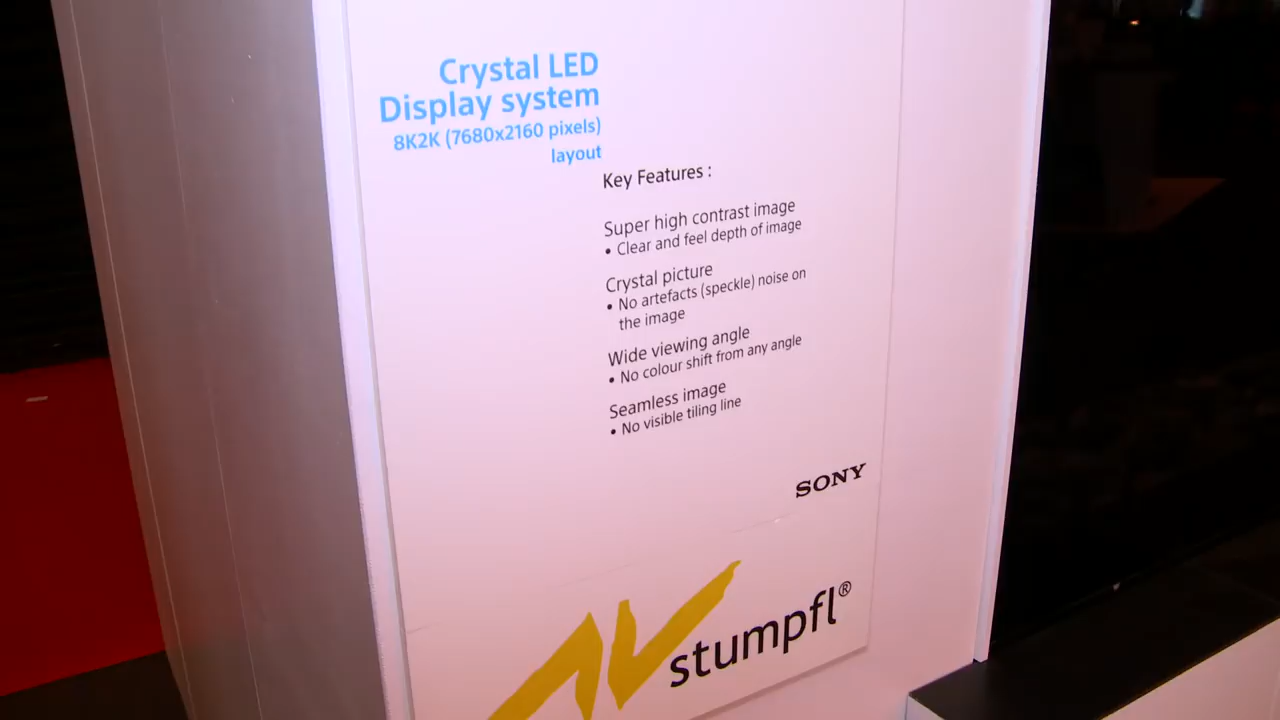 Crystal LED
Display system
8K2K (7680x2160 pixels)
layout
Key Features :
Super high contrast image
• Clear and feel depth of image
Crystal picture
• No artefacts (speckle) noise on
the image
Wide viewing angle
• No colour shift from any angle
Seamless image
• No visible tiling line
SONY
AV stumpfl®